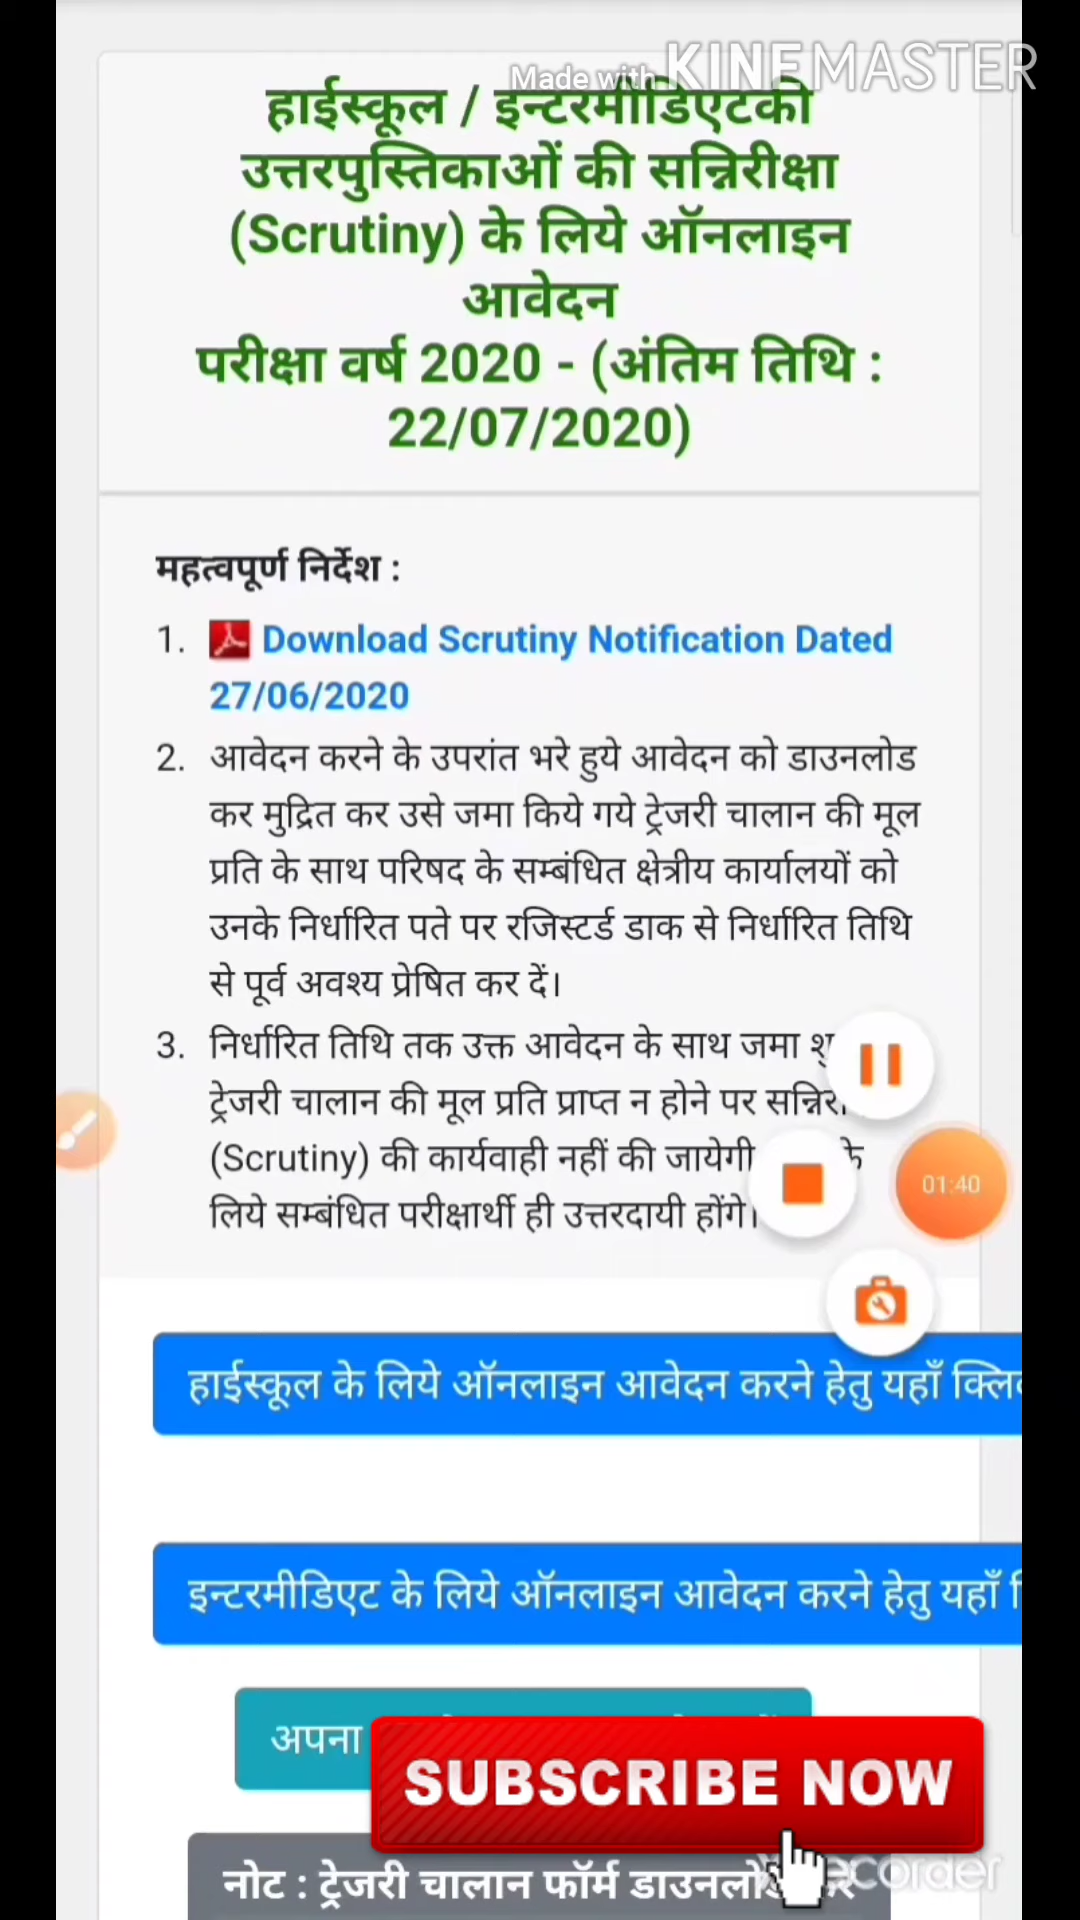 Made with KINEMASTER
हाईस्कूल / इन्टरमीडिएटकी
उत्तरपुस्तिकाओं की सन्निरीक्षा
(Scrutiny) के लिये ऑनलाइन
आवेदन
परीक्षा वर्ष 2020 - (अंतिम तिथि :
22/07/2020)
महत्वपूर्ण निर्देश :
1. Download Scrutiny Notification Dated
27/06/2020
2. आवेदन करने के उपरांत भरे हुये आवेदन को डाउनलोड
कर मुद्रित कर उसे जमा किये गये ट्रेजरी चालान की मूल
प्रति के साथ परिषद के सम्बंधित क्षेत्रीय कार्यालयों को
उनके निर्धारित पते पर रजिस्टर्ड डाक से निर्धारित तिथि
से पूर्व अवश्य प्रेषित कर दें।
3. निर्धारित तिथि तक उक्त आवेदन के साथ जमा
ट्रेजरी चालान की मूल प्रति प्राप्त न होने पर
(Scrutiny) की कार्यवाही नहीं की जायेगी
01:40
लिये सम्बंधित परीक्षार्थी ही उत्तरदायी होंगे।
हाईस्कूल के लिये ऑनलाइन आवेदन करने हेतु यहाँ
इन्टरमीडिएट के लिये ऑनलाइन आवेदन करने हेतु यहाँ
अपना
SUBSCRIBE NOW
नोट : ट्रेजरी चालान फॉर्म